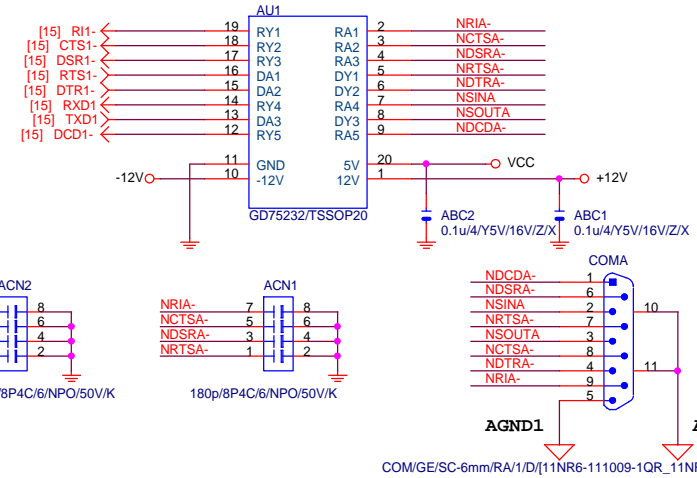 AU1
[15] RI1- 19 RY1 RA1 2 NRIA-
[15] CTS1- 18 RY2 RA2 3 NCTSA-
[15] DSR1- 17 RY3 RA3 4 NDSRA-
[15] RTS1- 16 DA1 DY1 5 NRTSA-
[15] DTR1- 15 DA2 DY2 6 NDTRA-
[15] RXD1 14 RY4 RA4 7 NSINA
[15] TXD1 13 DA3 DY3 8 NSOUTA
[15] DCD1- 12 RY5 RA5 9 NDCDA-
11 GND 5V 20 VCC
-12V 10 -12V 12V 1 +12V
GD75232/TSSOP20
ABC2
0.1u/4/Y5V/16V/Z/X
ABC1
0.1u/4/Y5V/16V/Z/X
ACN2
8
6
4
2
/8P4C/6/NPO/50V/K
ACN1
NRIA- 7 8
NCTSA- 5 6
NDSRA- 3 4
NRTSA- 1 2
180p/8P4C/6/NPO/50V/K
COMA
NDCDA- 1
NDSRA- 6
NSINA 2 10
NRTSA- 7
NSOUTA 3
NCTSA- 8
NDTRA- 4 11
NRIA- 9
5
AGND1
COM/GE/SC-6mm/RA/1/D/[11NR6-111009-1QR_11NR